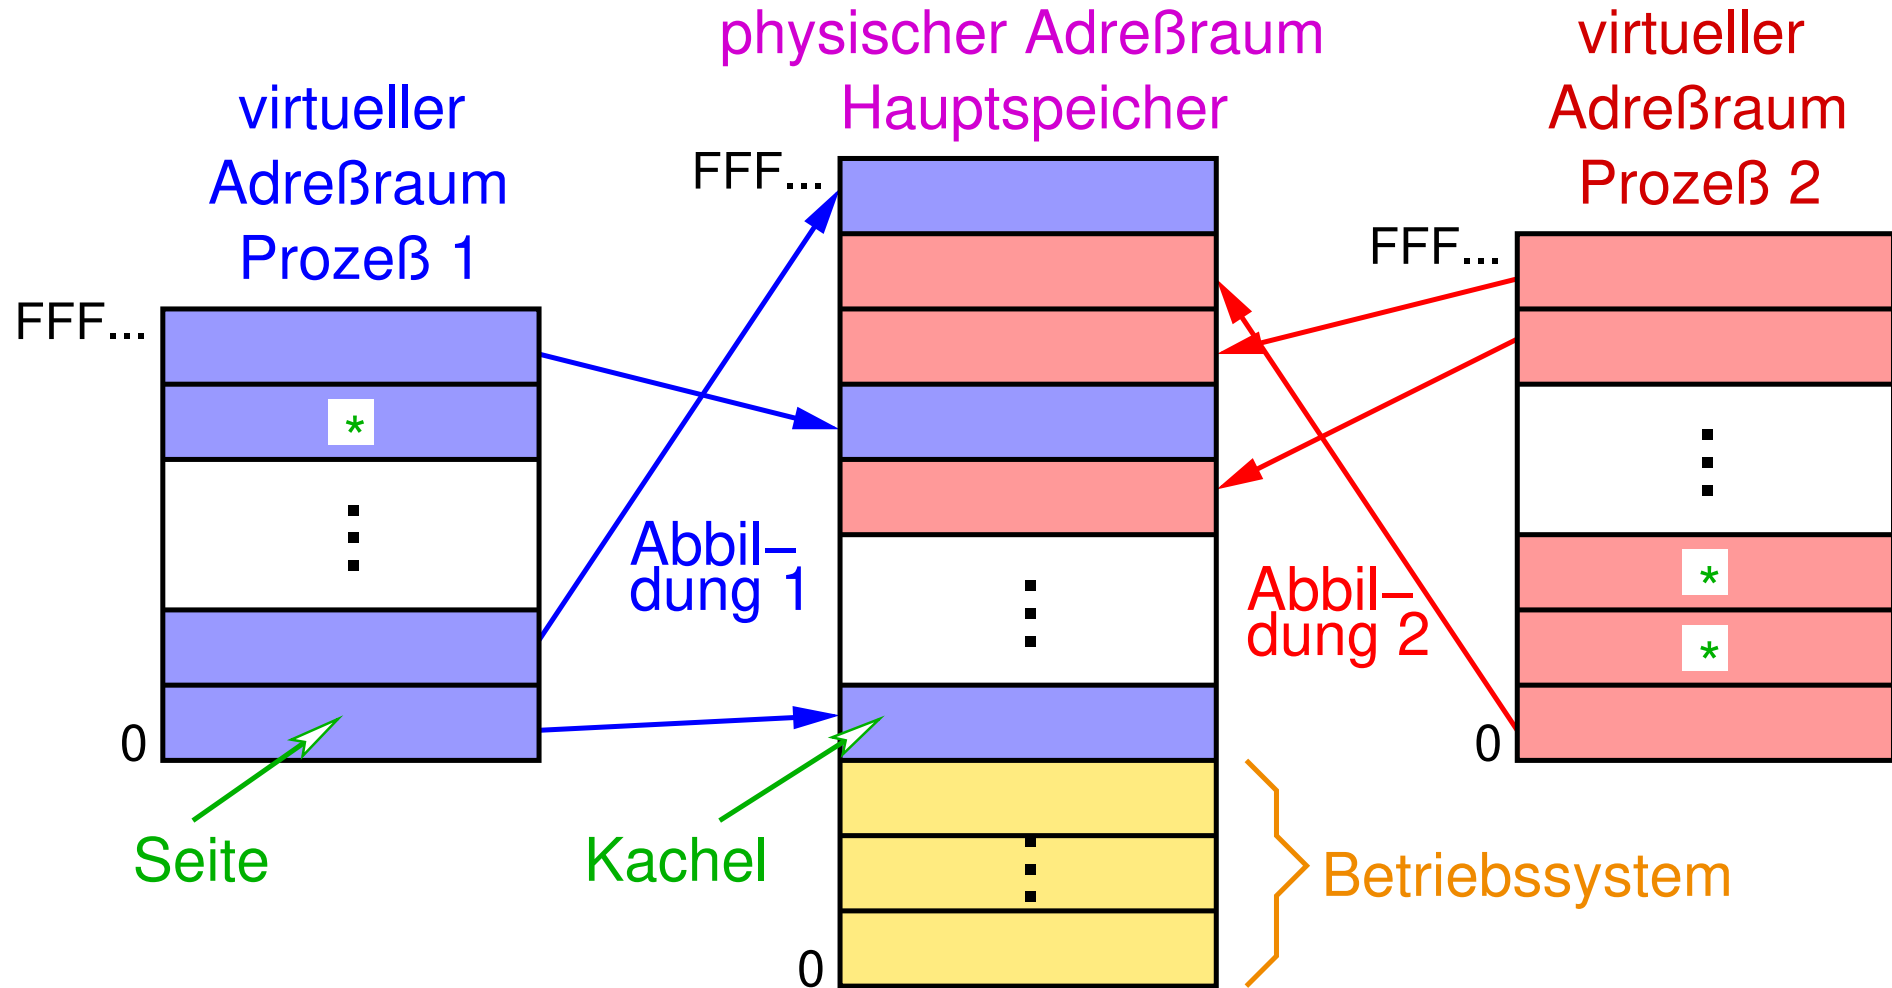 physischer Adreßraum
Hauptspeicher
virtueller
Adreßraum
Prozeß 1
virtueller
Adreßraum
Prozeß 2
FFF...
FFF...
FFF...
*
*
*
Abbil–
dung 1
Abbil–
dung 2
0
0
0
Seite
Kachel
Betriebssystem